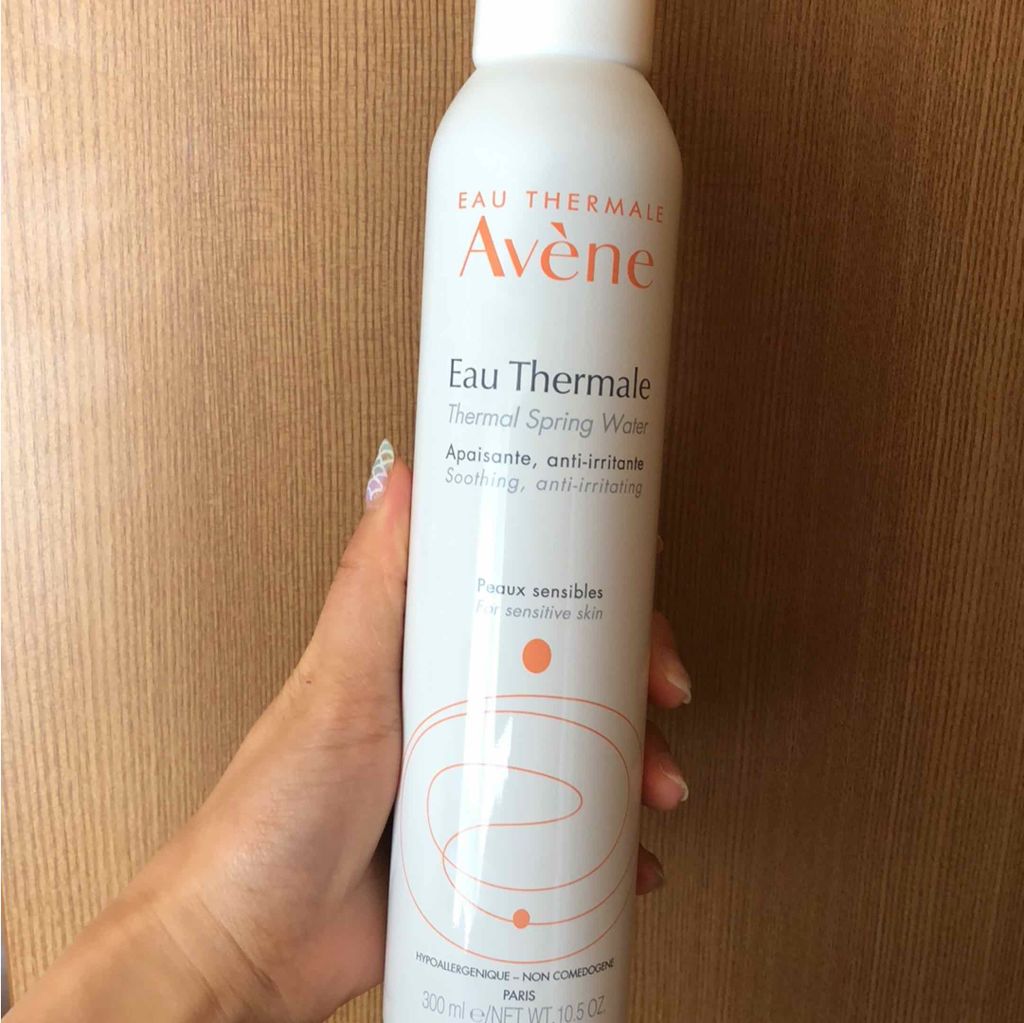 EAU THERMALE
Avène
Eau Thermale
Thermal Spring Water
Apaisante, anti-irritante
Soothing, anti-irritating
Peaux sensibles
For sensitive skin
HYPOALLERGENIQUE – NON COMEDOGENE
PARIS
300 ml e/NET WT. 10.5 OZ.